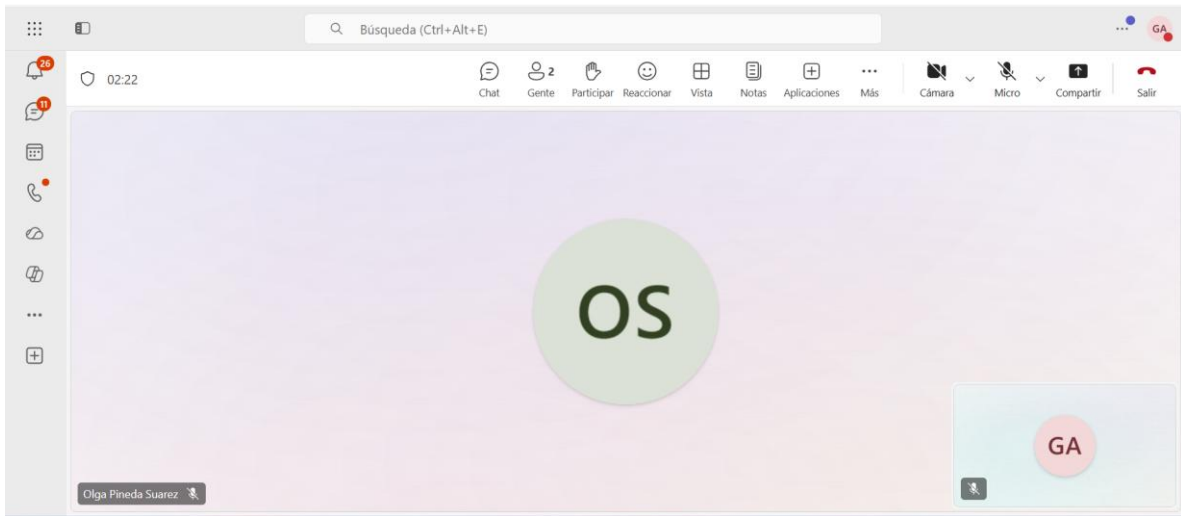 Búsqueda (Ctrl+Alt+E)
GA
26
02:22
2
Chat Gente Participar Reaccionar Vista Notas Aplicaciones Más Cámara Micro Compartir Salir
11
OS
GA
Olga Pineda Suarez